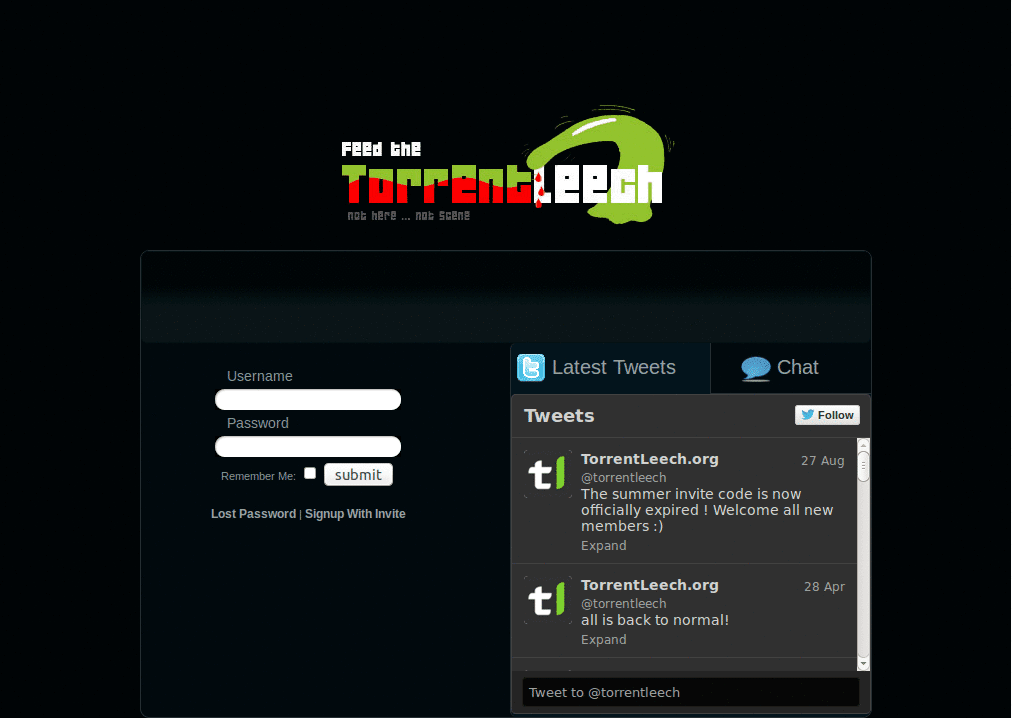 Feed the
TorrentLeech
not here ... not scene
Username
Password
Remember Me:
submit
Lost Password | Signup With Invite
Latest Tweets
Chat
Tweets
Follow
tl
TorrentLeech.org
27 Aug
@torrentleech
The summer invite code is now
officially expired ! Welcome all new
members :)
Expand
tl
TorrentLeech.org
28 Apr
@torrentleech
all is back to normal!
Expand
Tweet to @torrentleech